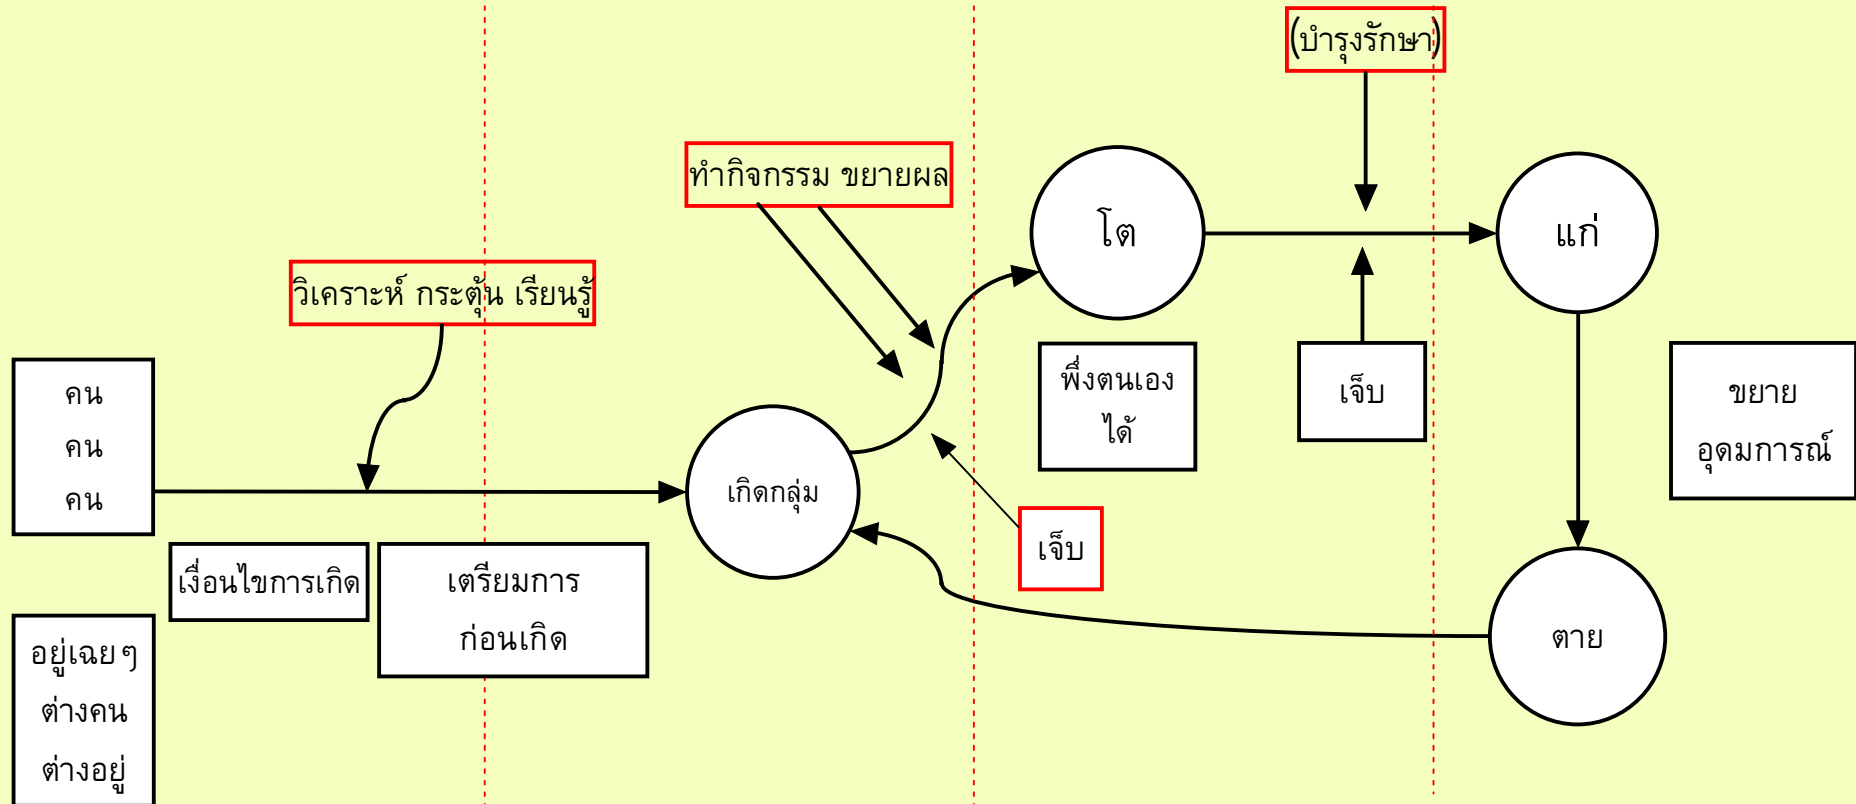 (บำรุงรักษา)
ทำกิจกรรม ขยายผล
โต
แก่
วิเคราะห์ กระตุ้น เรียนรู้
คน
คน
คน
พึ่งตนเอง
ได้
เจ็บ
ขยาย
อุดมการณ์
เกิดกลุ่ม
เจ็บ
เงื่อนไขการเกิด
เตรียมการ
ก่อนเกิด
ตาย
อยู่เฉย ๆ
ต่างคน
ต่างอยู่